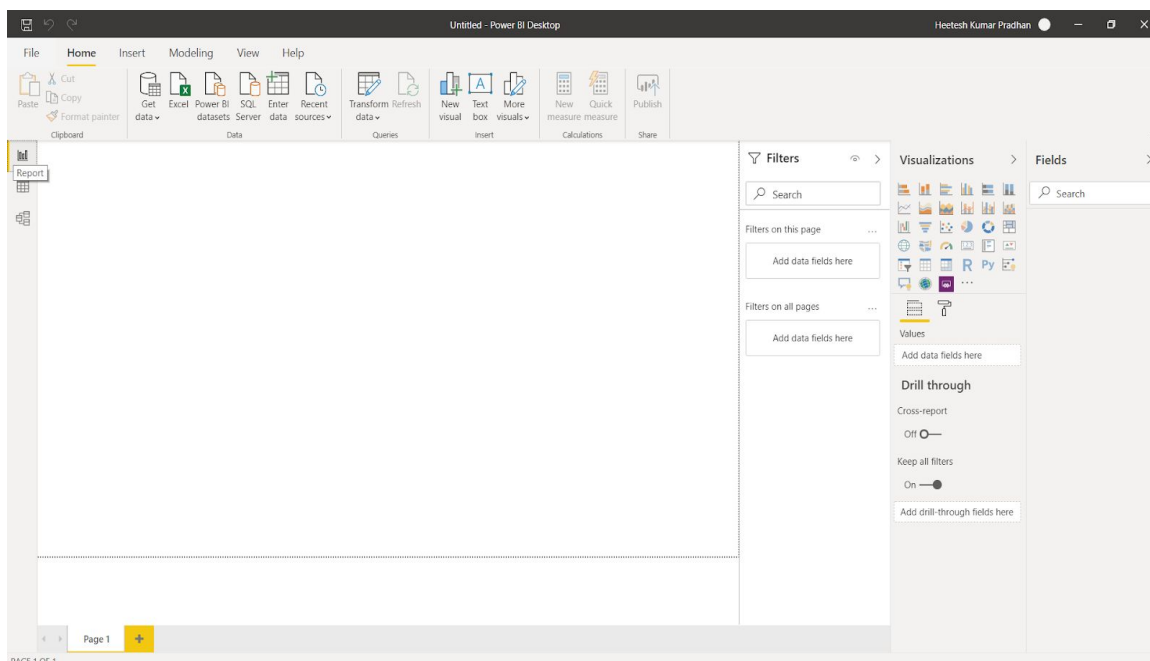 Untitled - Power BI Desktop
Heetesh Kumar Pradhan
File Home Insert Modeling View Help
Paste
Cut
Copy
Format painter
Clipboard
Get data
Excel
Power BI datasets
SQL Server
Enter data
Recent sources
Data
Transform data
Refresh
Queries
New visual
Text box
A
More visuals
Insert
New measure
Quick measure
Calculations
Publish
Share
Report
Filters
Search
Filters on this page ...
Add data fields here
Filters on all pages ...
Add data fields here
Visualizations
R Py
...
Values
Add data fields here
Drill through
Cross-report
Off
Keep all filters
On
Add drill-through fields here
Fields
Search
Page 1 +
PAGE 1 OF 1